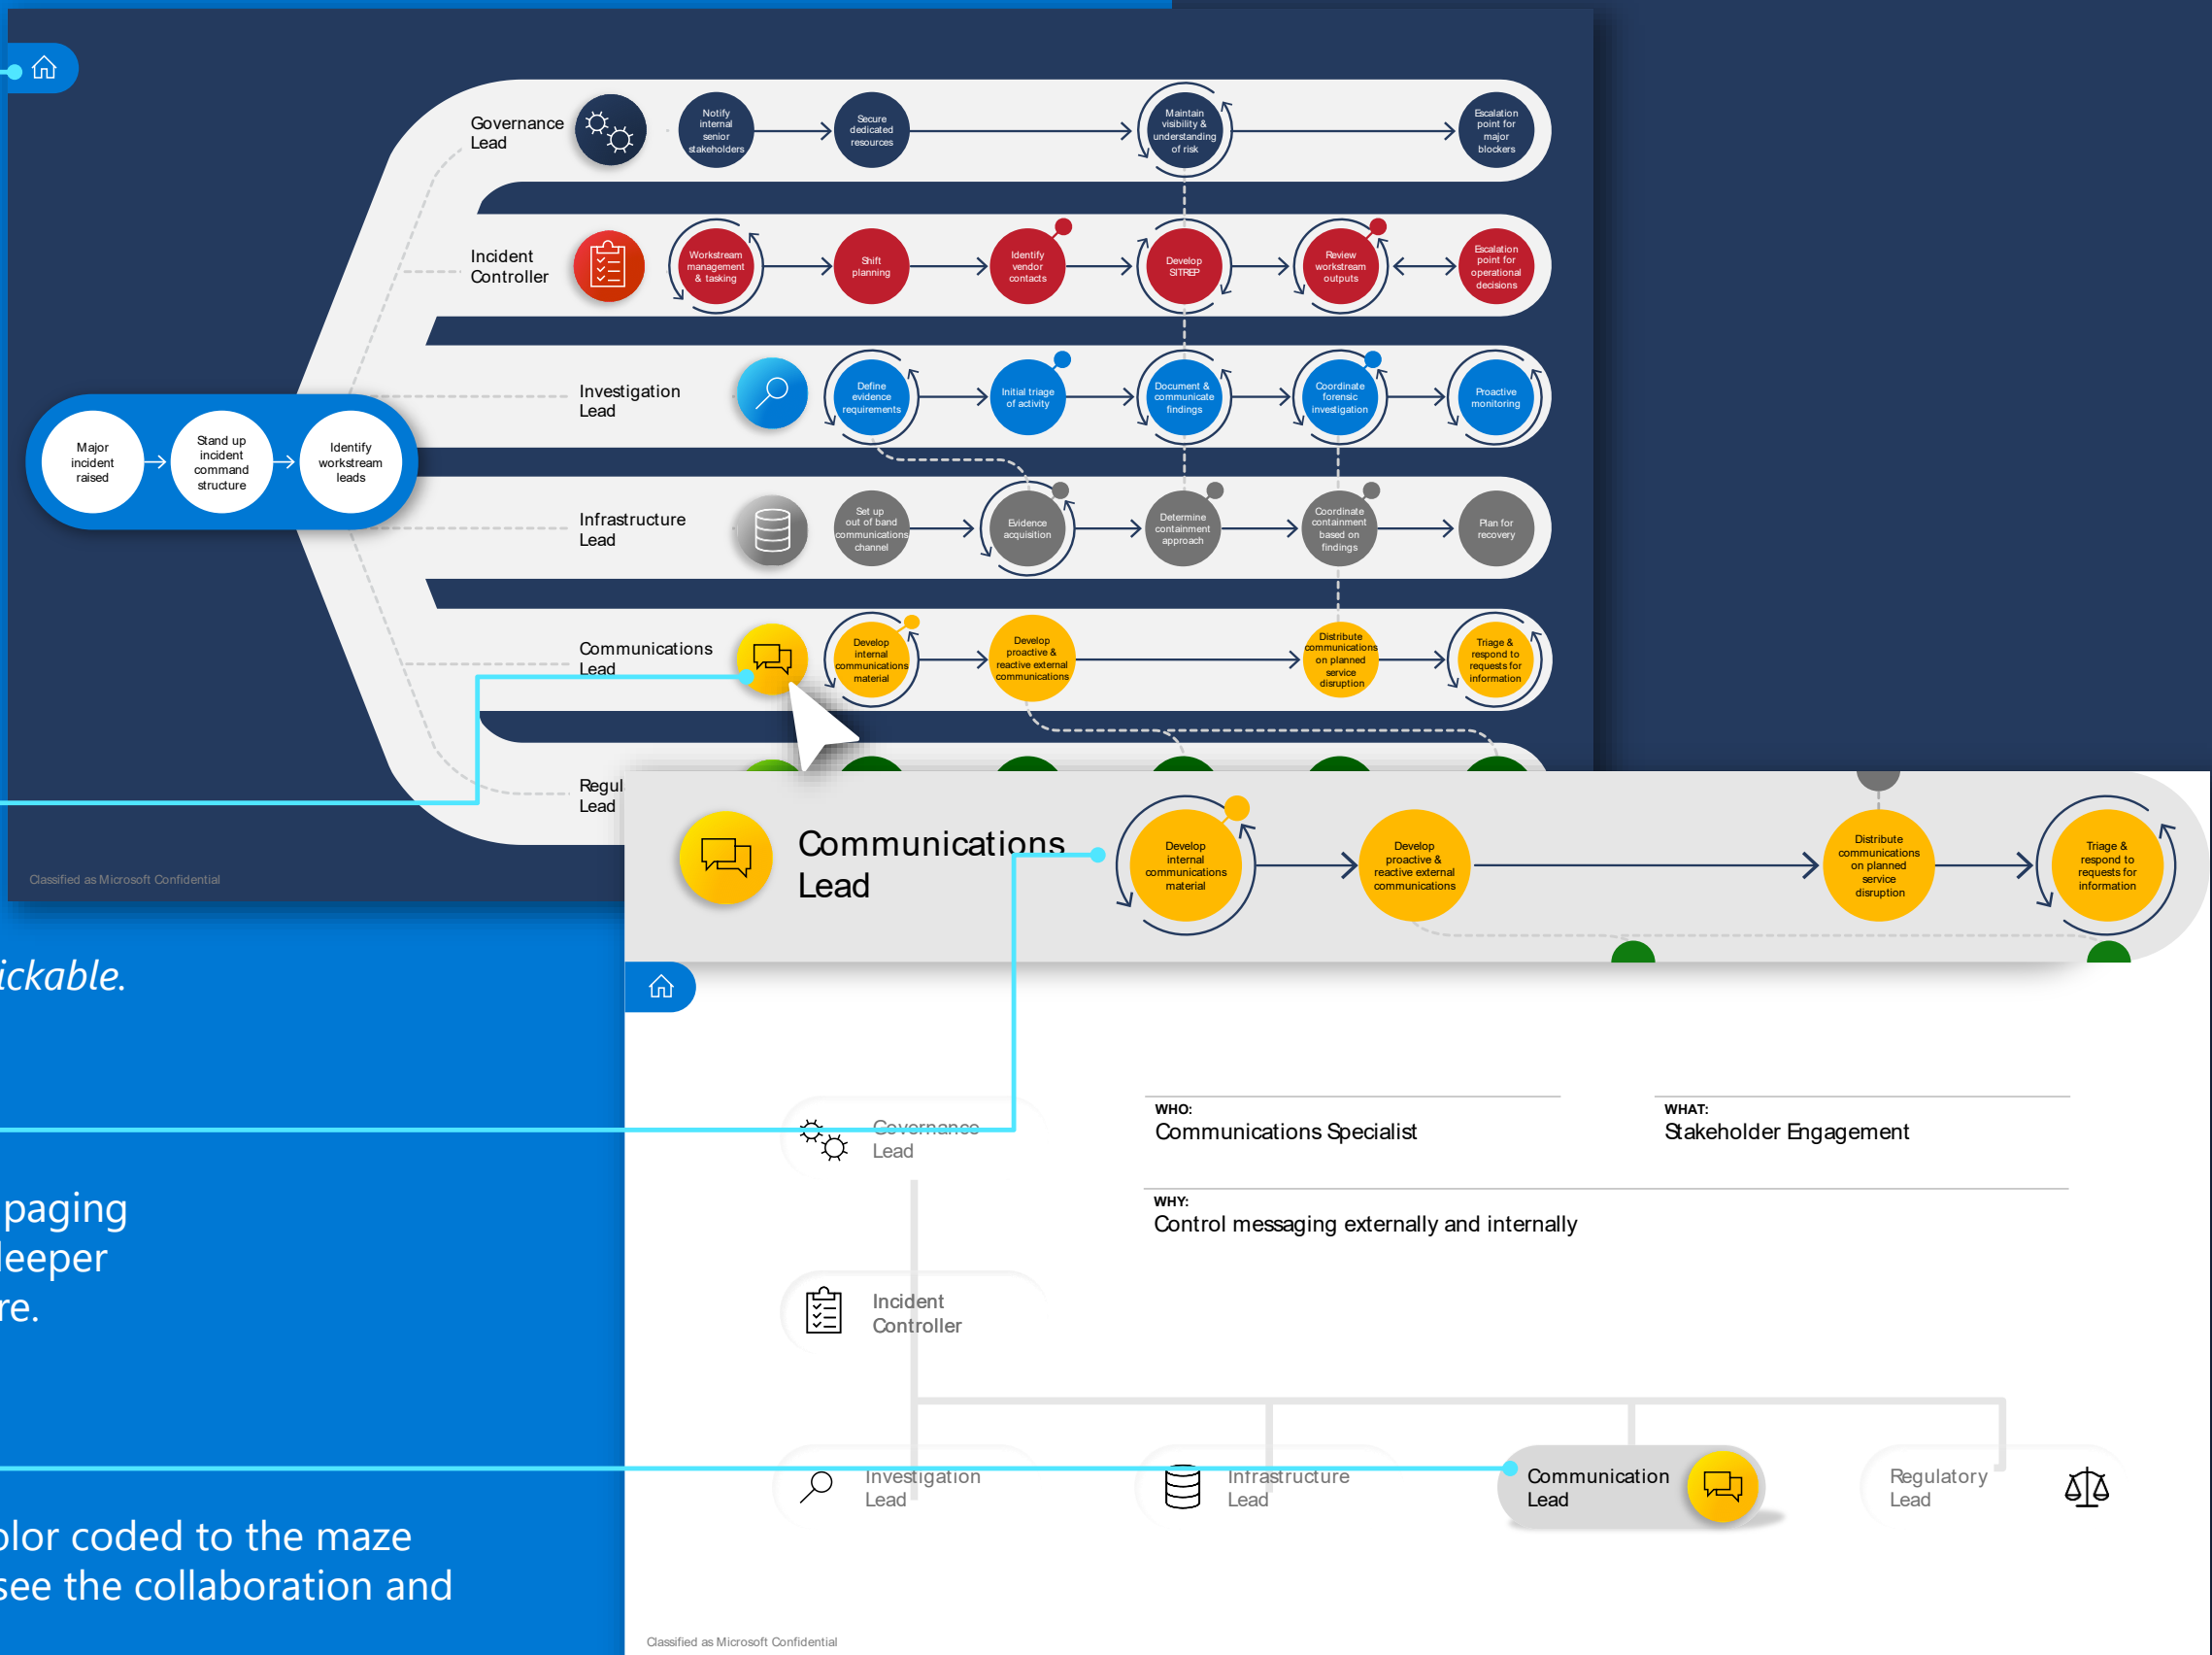 Governance
Lead
Notify
internal
senior
stakeholders
Secure
dedicated
resources
Maintain
visibility &
understanding
of risk
Escalation
point for
major
blockers
Incident
Controller
Workstream
management
& tasking
Shift
planning
Identify
vendor
contacts
Develop
SITREP
Review
workstream
outputs
Escalation
point for
operational
decisions
Investigation
Lead
Define
evidence
requirements
Initial triage
of activity
Document &
communicate
findings
Coordinate
forensic
investigation
Proactive
monitoring
Major
incident
raised
Stand up
incident
command
structure
Identify
workstream
leads
Infrastructure
Lead
Set up
out of band
communications
channel
Evidence
acquisition
Determine
containment
approach
Coordinate
containment
based on
findings
Plan for
recovery
Communications
Lead
Develop
internal
communications
material
Develop
proactive &
reactive external
communications
Distribute
communications
on planned
service
disruption
Triage &
respond to
requests for
information
Regul
Lead
Classified as Microsoft Confidential
Communications
Lead
Develop
internal
communications
material
Develop
proactive &
reactive external
communications
Distribute
communications
on planned
service
disruption
Triage &
respond to
requests for
information
ickable.
paging
leeper
re.
olor coded to the maze
see the collaboration and
WHO:
Communications Specialist
WHAT:
Stakeholder Engagement
WHY:
Control messaging externally and internally
Governance
Lead
Incident
Controller
Investigation
Lead
Infrastructure
Lead
Communication
Lead
Regulatory
Lead
Classified as Microsoft Confidential